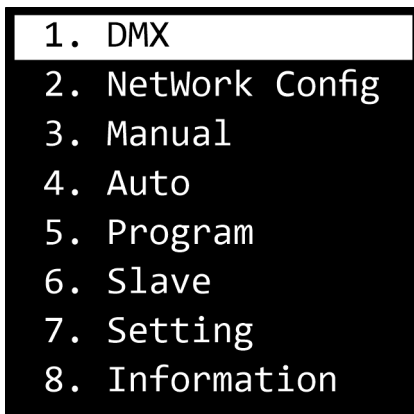 1. DMX
2. NetWork Config
3. Manual
4. Auto
5. Program
6. Slave
7. Setting
8. Information